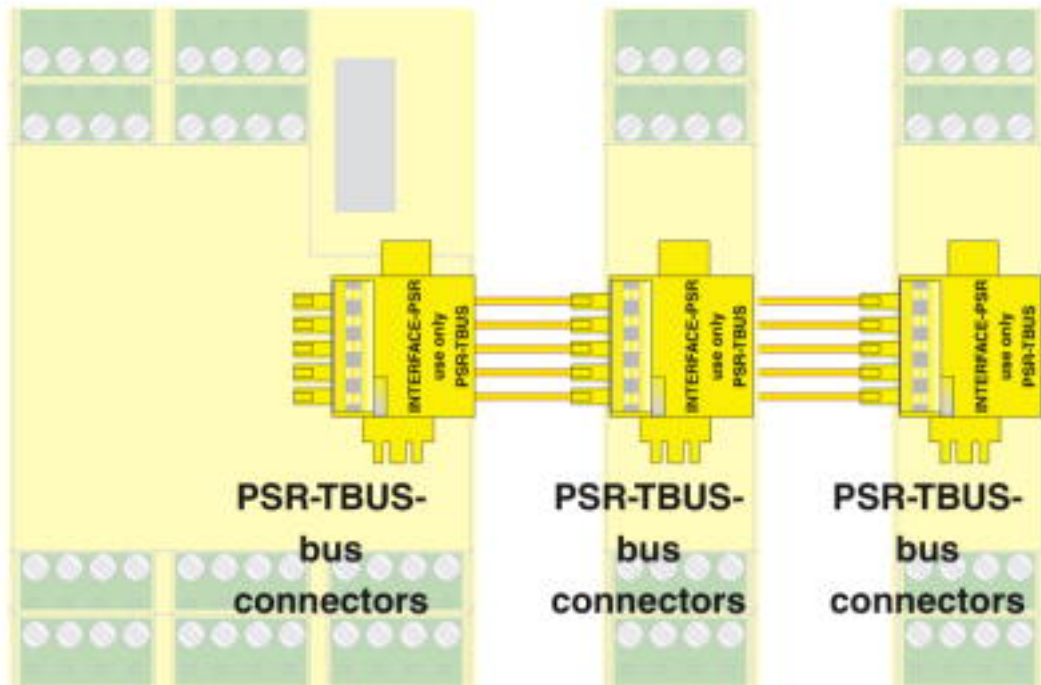 INTERFACE-PSR
use only
PSR-TBUS
INTERFACE-PSR
use only
PSR-TBUS
INTERFACE-PSR
use only
PSR-TBUS
PSR-TBUS-
bus
connectors
PSR-TBUS-
bus
connectors
PSR-TBUS-
bus
connectors